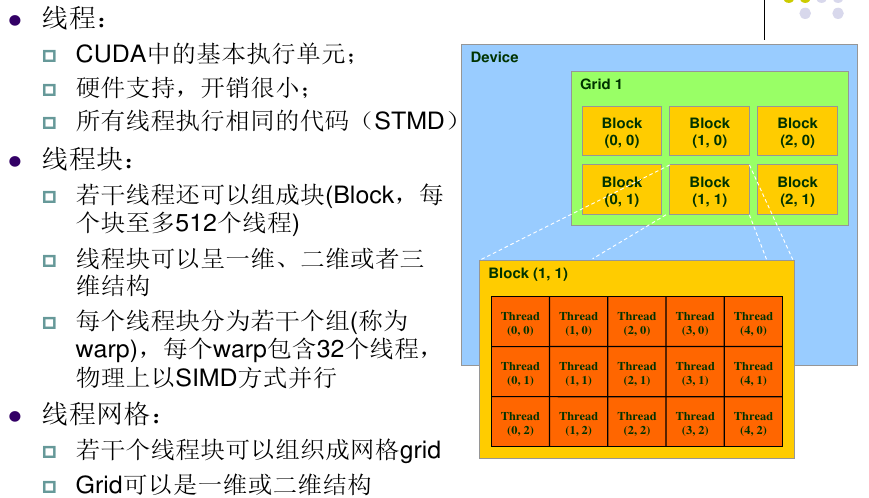 线程：
CUDA中的基本执行单元；
硬件支持，开销很小；
所有线程执行相同的代码（STMD）
线程块：
若干线程还可以组成块(Block，每
个块至多512个线程)
线程块可以呈一维、二维或者三
维结构
每个线程块分为若干个组(称为
warp)，每个warp包含32个线程，
物理上以SIMD方式并行
线程网格：
若干个线程块可以组织成网格grid
Grid可以是一维或二维结构
Device
Grid 1
Block Block Block
(0, 0) (1, 0) (2, 0)
Block Block Block
(0, 1) (1, 1) (2, 1)
Block (1, 1)
Thread Thread Thread Thread Thread
(0, 0) (1, 0) (2, 0) (3, 0) (4, 0)
Thread Thread Thread Thread Thread
(0, 1) (1, 1) (2, 1) (3, 1) (4, 1)
Thread Thread Thread Thread Thread
(0, 2) (1, 2) (2, 2) (3, 2) (4, 2)